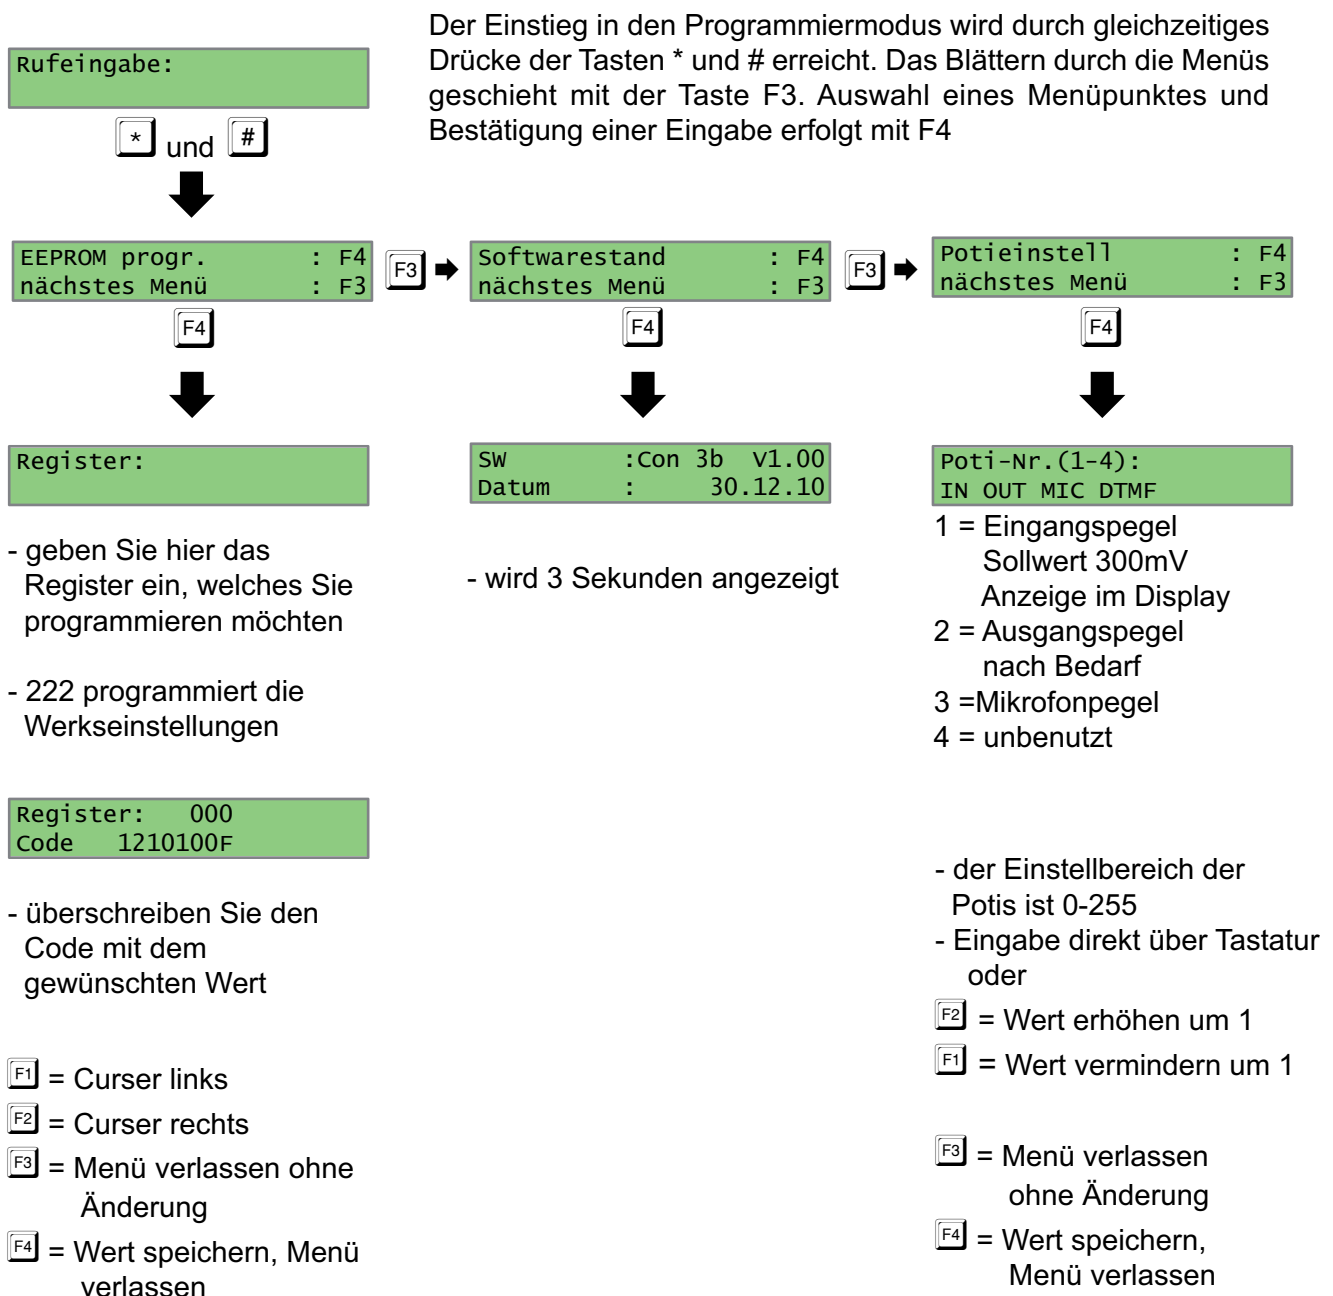 Der Einstieg in den Programmiermodus wird durch gleichzeitiges
Drücke der Tasten * und # erreicht. Das Blättern durch die Menüs
geschieht mit der Taste F3. Auswahl eines Menüpunktes und
Bestätigung einer Eingabe erfolgt mit F4
Rufeingabe:
* und #
EEPROM progr. : F4
nächstes Menü : F3
F3
Softwarestand : F4
nächstes Menü : F3
F3
Potieinstell : F4
nächstes Menü : F3
F4
F4
F4
Register:
- geben Sie hier das
Register ein, welches Sie
programmieren möchten
- 222 programmiert die
Werkseinstellungen
Register: 000
Code 1210100F
- überschreiben Sie den
Code mit dem
gewünschten Wert
F1 = Curser links
F2 = Curser rechts
F3 = Menü verlassen ohne
Änderung
F4 = Wert speichern, Menü
verlassen
SW :Con 3b V1.00
Datum : 30.12.10
- wird 3 Sekunden angezeigt
Poti-Nr.(1-4):
IN OUT MIC DTMF
1 = Eingangspegel
Sollwert 300mV
Anzeige im Display
2 = Ausgangspegel
nach Bedarf
3 =Mikrofonpegel
4 = unbenutzt
- der Einstellbereich der
Potis ist 0-255
- Eingabe direkt über Tastatur
oder
F2 = Wert erhöhen um 1
F1 = Wert vermindern um 1
F3 = Menü verlassen
ohne Änderung
F4 = Wert speichern,
Menü verlassen